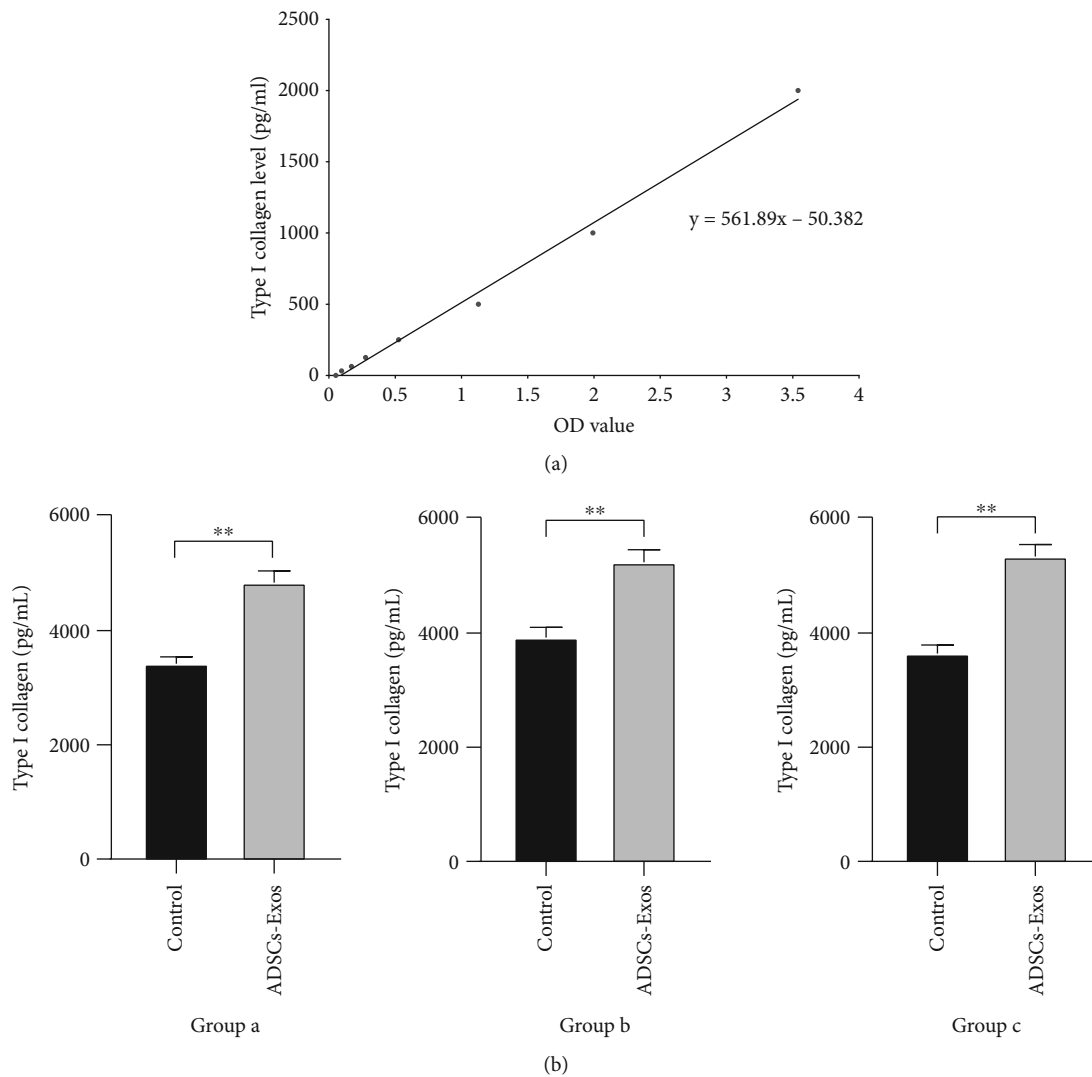 2500
2000
1500
1000
500
0
Type I collagen level (pg/ml)
y = 561.89x – 50.382
0 0.5 1 1.5 2 2.5 3 3.5 4
OD value
(a)
6000
4000
2000
0
Type I collagen (pg/mL)
**
Control
ADSCs-Exos
Group a
6000
4000
2000
0
Type I collagen (pg/mL)
**
Control
ADSCs-Exos
Group b
6000
4000
2000
0
Type I collagen (pg/mL)
**
Control
ADSCs-Exos
Group c
(b)